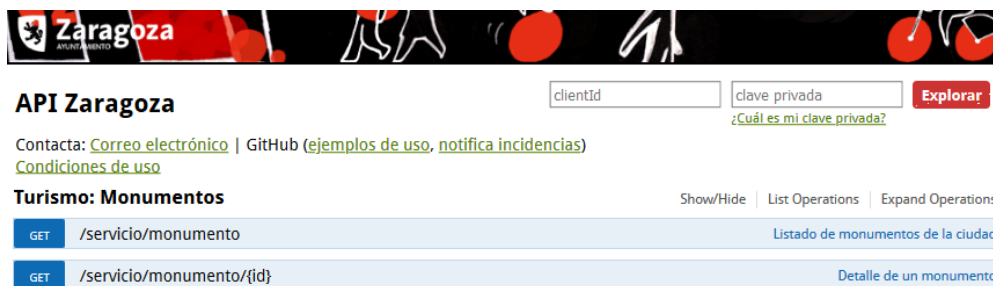 Zaragoza
AYUNTAMIENTO
API Zaragoza
clientId
clave privada
Explorar
¿Cuál es mi clave privada?
Contacta: Correo electrónico | GitHub (ejemplos de uso, notifica incidencias)
Condiciones de uso
Turismo: Monumentos
Show/Hide
List Operations
Expand Operations
GET /servicio/monumento Listado de monumentos de la ciudad
GET /servicio/monumento/{id} Detalle de un monumento